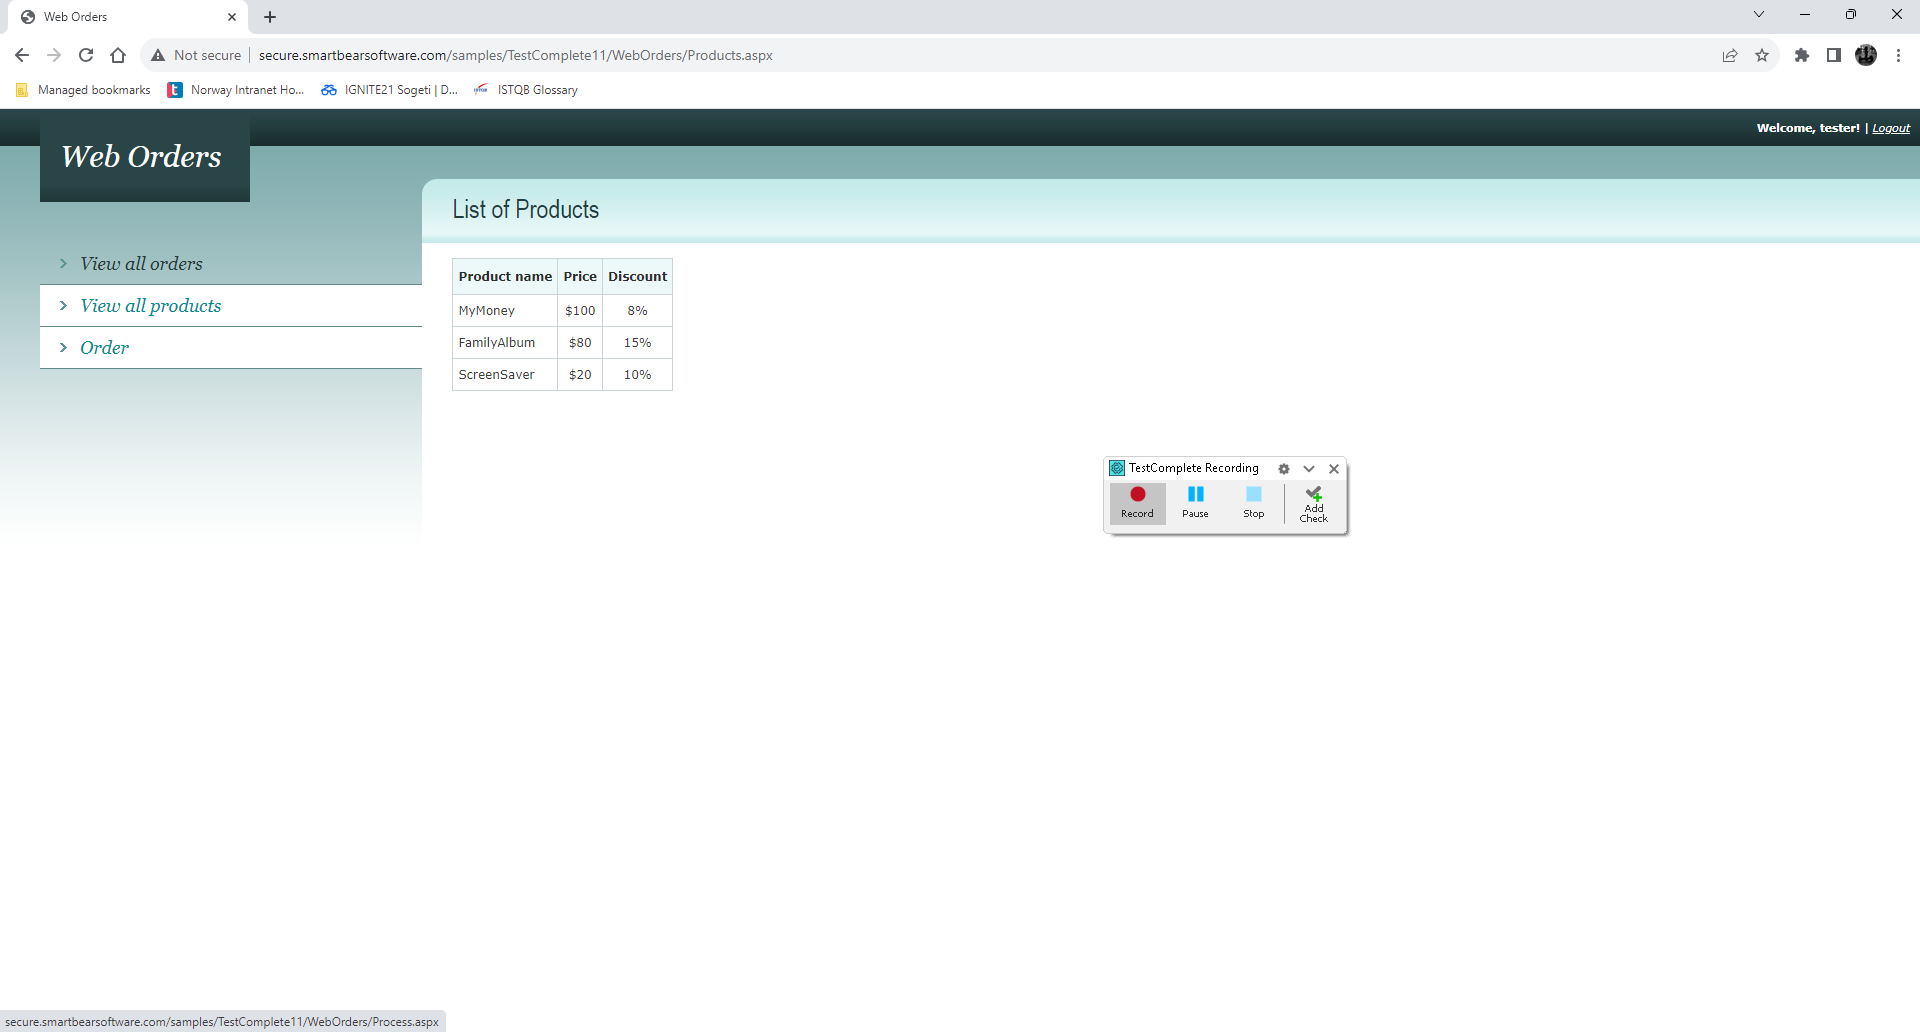 Web Orders
Not secure secure.smartbearsoftware.com/samples/TestComplete11/WebOrders/Products.aspx
Managed bookmarks Norway Intranet Ho... IGNITE21 Sogeti | D... ISTQB Glossary
Welcome, tester! | Logout
Web Orders
List of Products
View all orders
View all products
Order
Product name Price Discount
MyMoney $100 8%
FamilyAlbum $80 15%
ScreenSaver $20 10%
TestComplete Recording
Record Pause Stop Add Check
secure.smartbearsoftware.com/samples/TestComplete11/WebOrders/Process.aspx